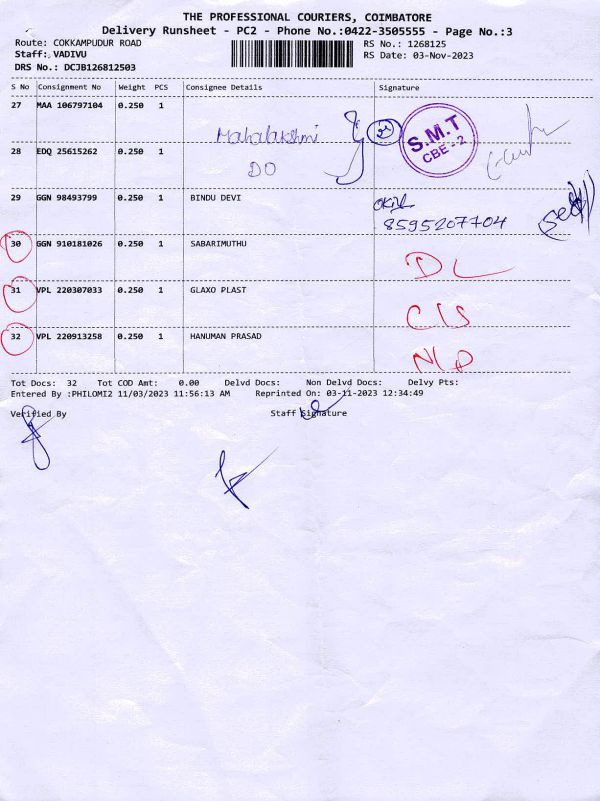 THE PROFESSIONAL COURIERS, COIMBATORE
Delivery Runsheet - PC2 - Phone No.:0422-3505555 - Page No.:3
Route: COKKAMPUDUR ROAD RS No.: 1268125
Staff: VADIVU RS Date: 03-Nov-2023
DRS No.: DCJB126812503
S No Consignment No Weight PCS Consignee Details Signature
27 MAA 106797104 0.250 1
Mahalakshmi S.M.T CBE - 2
28 EDQ 25615262 0.250 1
DO
29 GGN 98493799 0.250 1 BINDU DEVI
8595207704
30 GGN 910181026 0.250 1 SABARIMUTHU
DL
31 VPL 220307033 0.250 1 GLAXO PLAST
C/S
32 VPL 220913258 0.250 1 HANUMAN PRASAD
Tot Docs: 32 Tot COD Amt: 0.00 Delvd Docs: Non Delvd Docs: Delvy Pts:
Entered By :PHILOMI2 11/03/2023 11:56:13 AM Reprinted On: 03-11-2023 12:34:49
Verified By Staff Signature